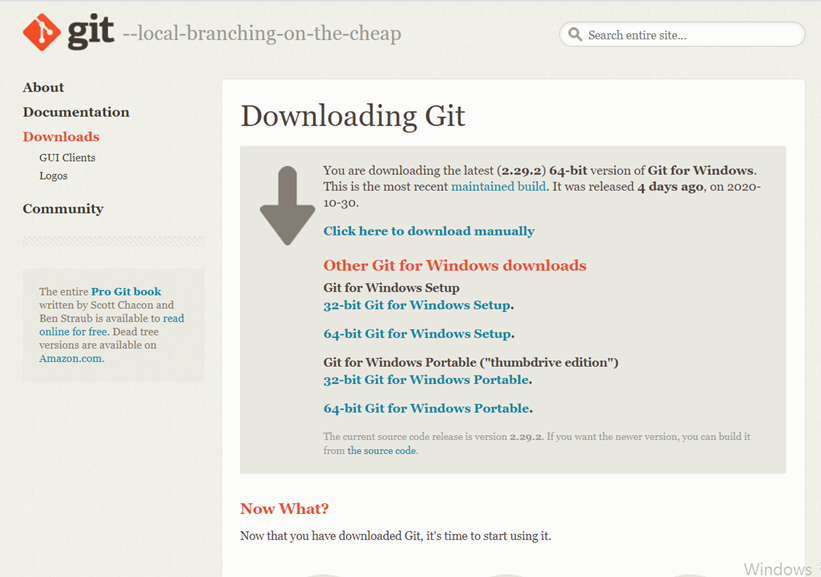 git --local-branching-on-the-cheap
Search entire site...
About
Documentation
Downloads
GUI Clients
Logos
Community
The entire Pro Git book
written by Scott Chacon and
Ben Straub is available to read
online for free. Dead tree
versions are available on
Amazon.com.
Downloading Git
You are downloading the latest (2.29.2) 64-bit version of Git for Windows.
This is the most recent maintained build. It was released 4 days ago, on 2020-
10-30.
Click here to download manually
Other Git for Windows downloads
Git for Windows Setup
32-bit Git for Windows Setup.
64-bit Git for Windows Setup.
Git for Windows Portable ("thumbdrive edition")
32-bit Git for Windows Portable.
64-bit Git for Windows Portable.
The current source code release is version 2.29.2. If you want the newer version, you can build it
from the source code.
Now What?
Now that you have downloaded Git, it's time to start using it.
Windows